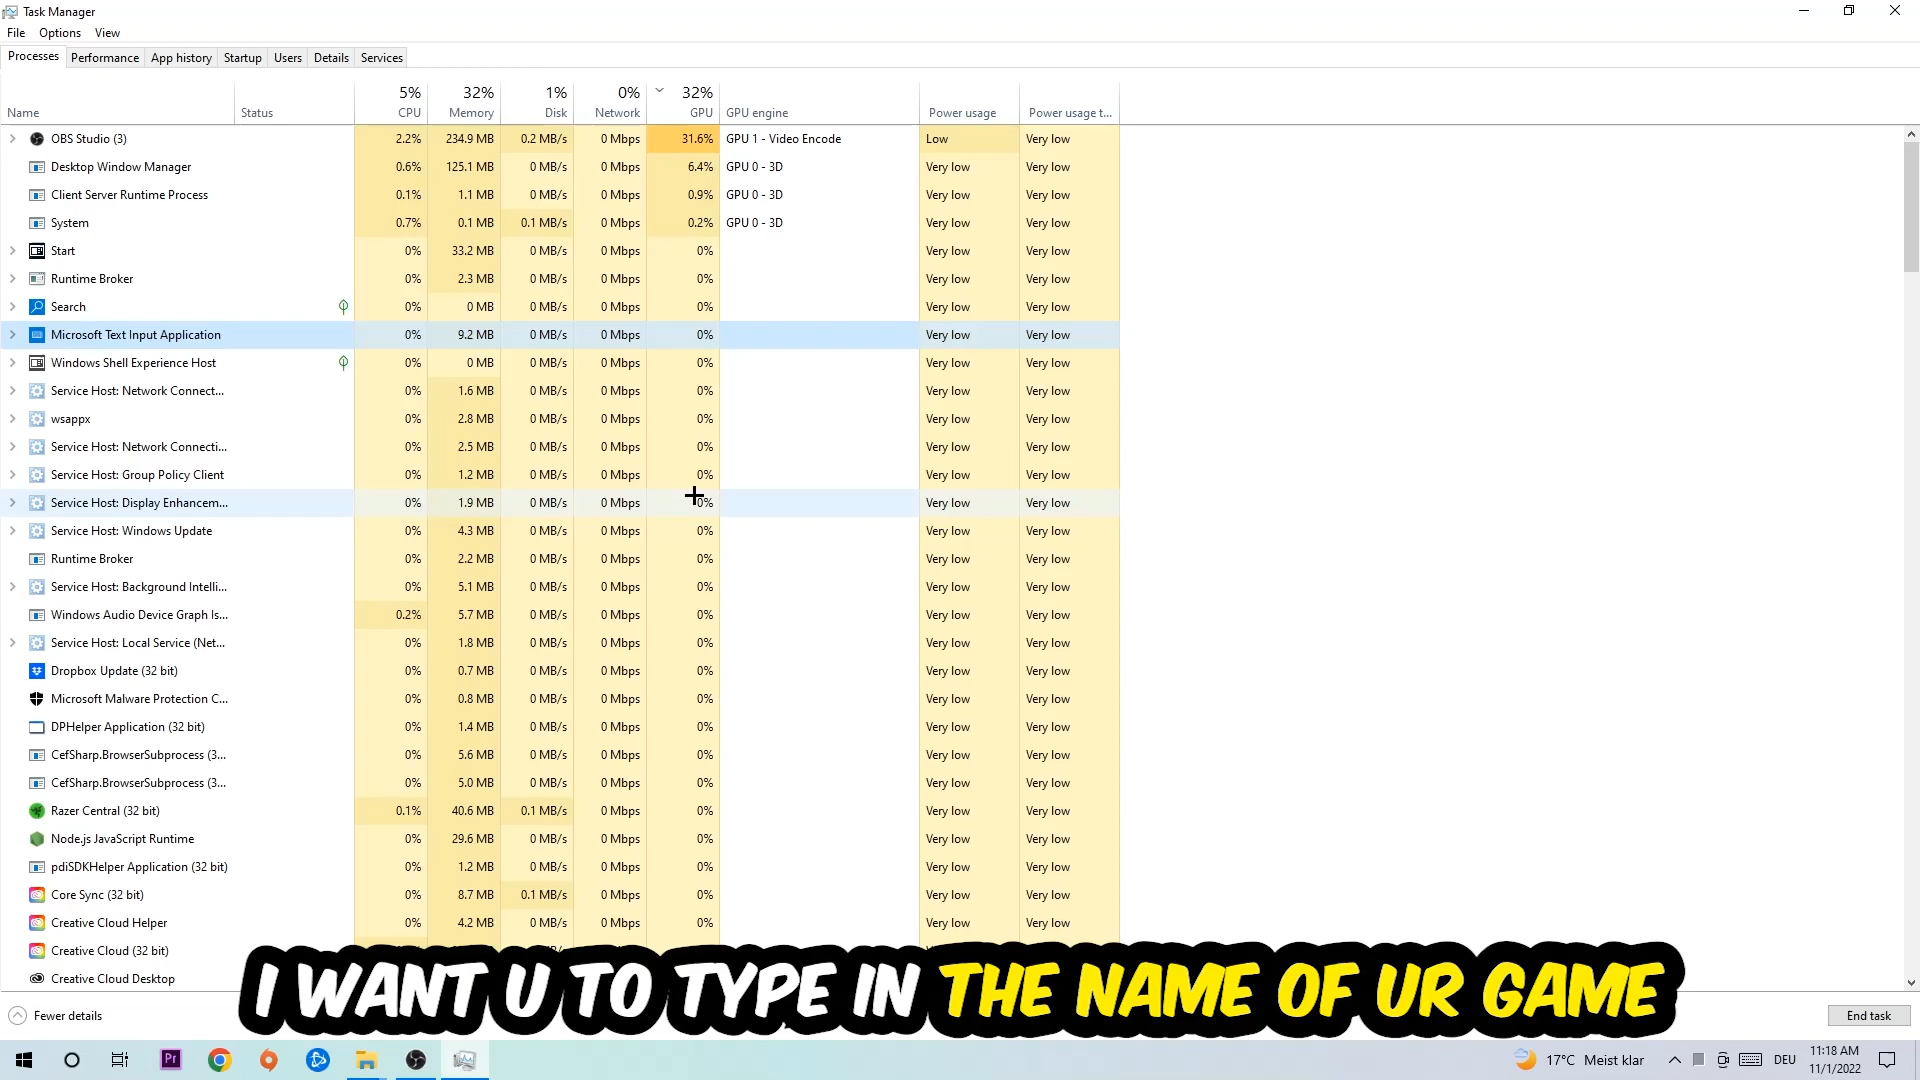 Task Manager
File Options View
Processes Performance App history Startup Users Details Services
5% 32% 1% 0% 32%
Name Status CPU Memory Disk Network GPU GPU engine Power usage Power usage t...
OBS Studio (3) 2.2% 234.9 MB 0.2 MB/s 0 Mbps 31.6% GPU 1 - Video Encode Low Very low
Desktop Window Manager 0.6% 125.1 MB 0 MB/s 0 Mbps 6.4% GPU 0 - 3D Very low Very low
Client Server Runtime Process 0.1% 1.1 MB 0 MB/s 0 Mbps 0.9% GPU 0 - 3D Very low Very low
System 0.7% 0.1 MB 0.1 MB/s 0 Mbps 0.2% GPU 0 - 3D Very low Very low
Start 0% 33.2 MB 0 MB/s 0 Mbps 0% Very low Very low
Runtime Broker 0% 2.3 MB 0 MB/s 0 Mbps 0% Very low Very low
Search 0% 0 MB 0 MB/s 0 Mbps 0% Very low Very low
Microsoft Text Input Application 0% 9.2 MB 0 MB/s 0 Mbps 0% Very low Very low
Windows Shell Experience Host 0% 0 MB 0 MB/s 0 Mbps 0% Very low Very low
Service Host: Network Connect... 0% 1.6 MB 0 MB/s 0 Mbps 0% Very low Very low
wsappx 0% 2.8 MB 0 MB/s 0 Mbps 0% Very low Very low
Service Host: Network Connecti... 0% 2.5 MB 0 MB/s 0 Mbps 0% Very low Very low
Service Host: Group Policy Client 0% 1.2 MB 0 MB/s 0 Mbps 0% Very low Very low
Service Host: Display Enhancem... 0% 1.9 MB 0 MB/s 0 Mbps 0% Very low Very low
Service Host: Windows Update 0% 4.3 MB 0 MB/s 0 Mbps 0% Very low Very low
Runtime Broker 0% 2.2 MB 0 MB/s 0 Mbps 0% Very low Very low
Service Host: Background Intelli... 0% 5.1 MB 0 MB/s 0 Mbps 0% Very low Very low
Windows Audio Device Graph Is... 0.2% 5.7 MB 0 MB/s 0 Mbps 0% Very low Very low
Service Host: Local Service (Net... 0% 1.8 MB 0 MB/s 0 Mbps 0% Very low Very low
Dropbox Update (32 bit) 0% 0.7 MB 0 MB/s 0 Mbps 0% Very low Very low
Microsoft Malware Protection C... 0% 0.8 MB 0 MB/s 0 Mbps 0% Very low Very low
DPHelper Application (32 bit) 0% 1.4 MB 0 MB/s 0 Mbps 0% Very low Very low
CefSharp.BrowserSubprocess (3... 0% 5.6 MB 0 MB/s 0 Mbps 0% Very low Very low
CefSharp.BrowserSubprocess (3... 0% 5.0 MB 0 MB/s 0 Mbps 0% Very low Very low
Razer Central (32 bit) 0.1% 40.6 MB 0.1 MB/s 0 Mbps 0% Very low Very low
Node.js JavaScript Runtime 0% 29.6 MB 0 MB/s 0 Mbps 0% Very low Very low
pdiSDKHelper Application (32 bit) 0% 1.2 MB 0 MB/s 0 Mbps 0% Very low Very low
Core Sync (32 bit) 0% 8.7 MB 0.1 MB/s 0 Mbps 0% Very low Very low
Creative Cloud Helper 0% 4.2 MB 0 MB/s 0 Mbps 0% Very low Very low
Creative Cloud (32 bit)
Creative Cloud Desktop
I WANT U TO TYPE IN THE NAME OF UR GAME
Fewer details End task
Pr 17°C Meist klar DEU 11:18 AM
11/1/2022